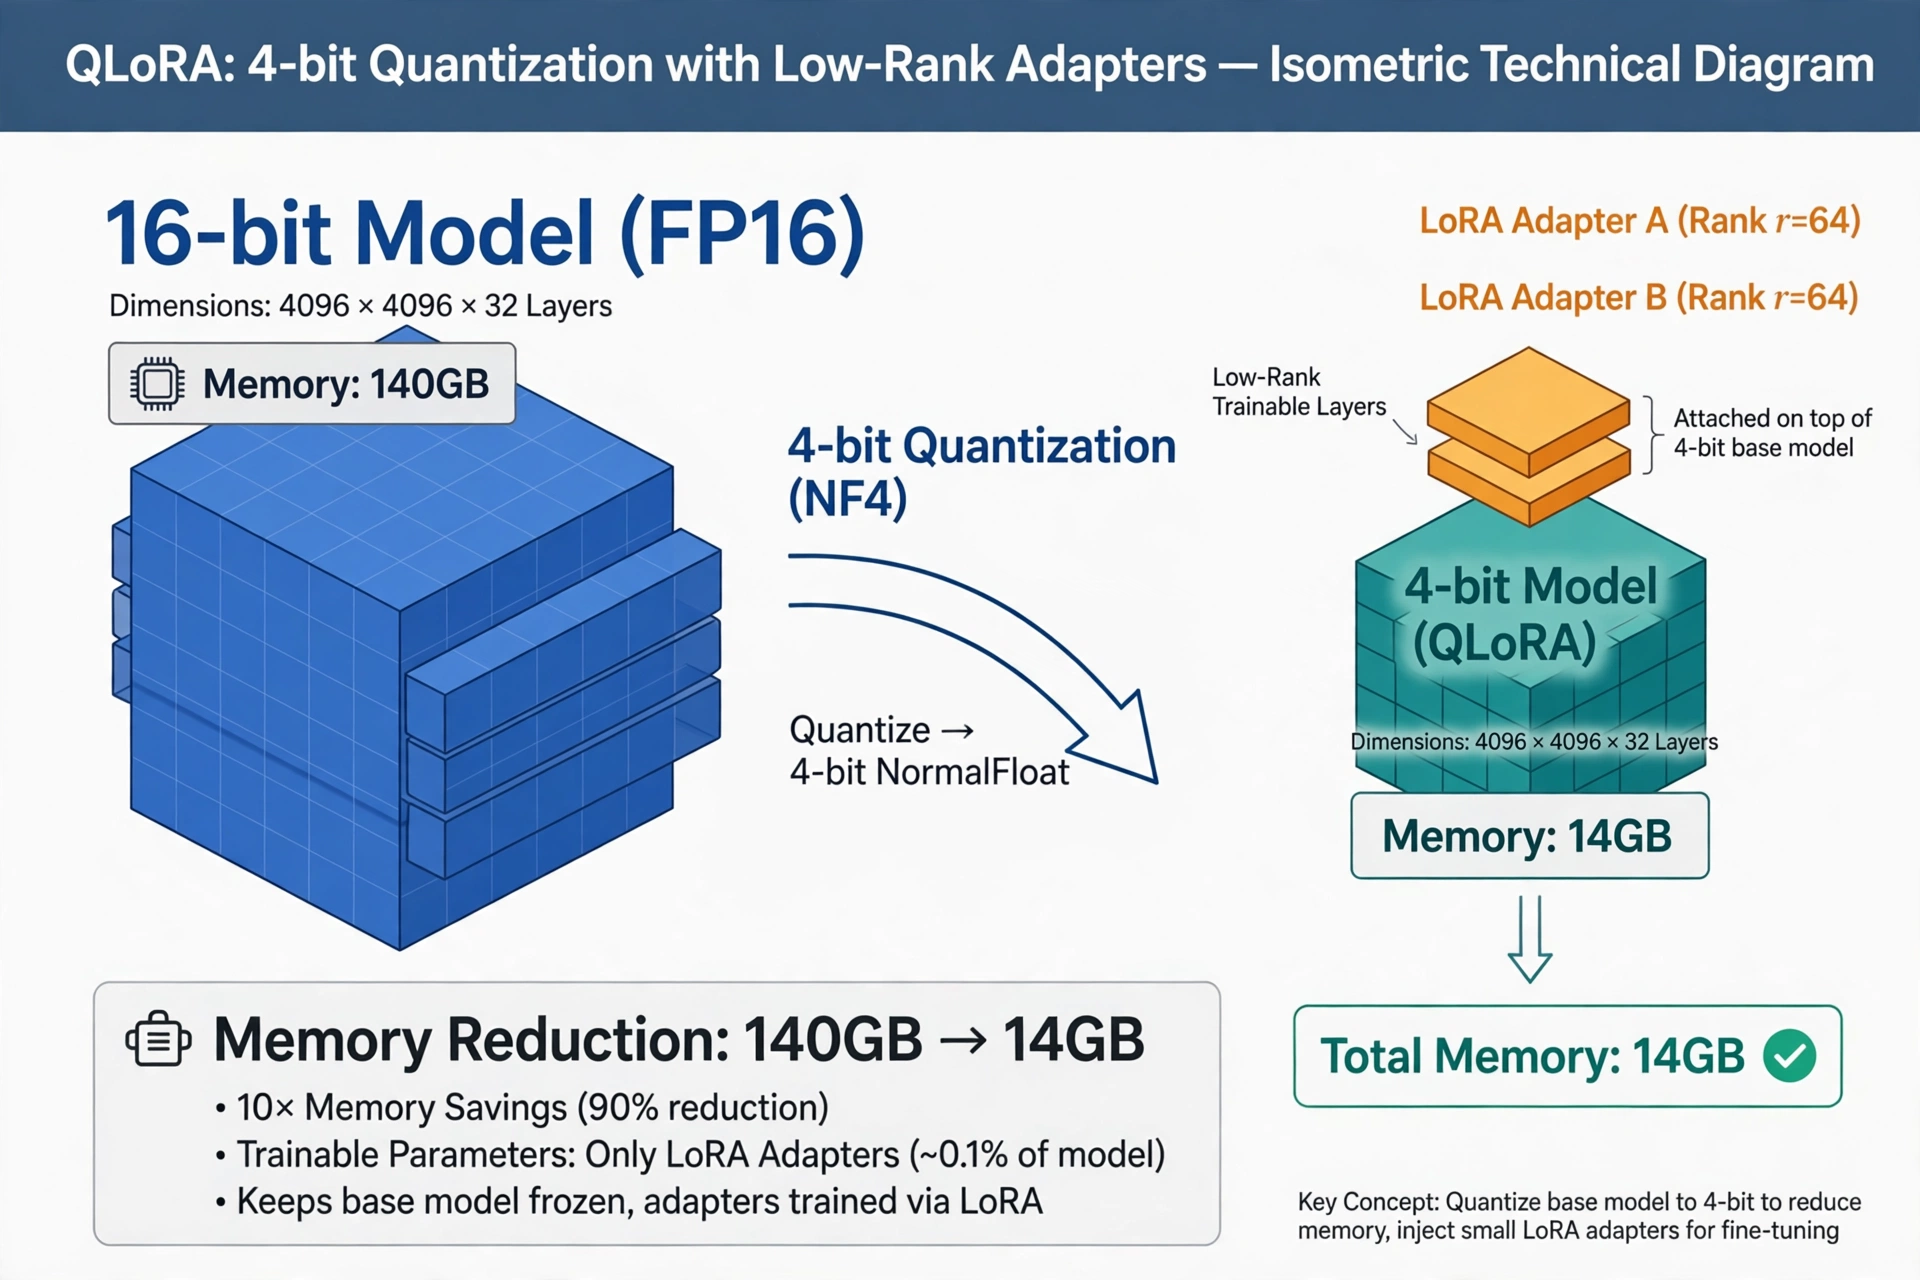 QLoRA: 4-bit Quantization with Low-Rank Adapters — Isometric Technical Diagram
16-bit Model (FP16)
Dimensions: 4096 × 4096 × 32 Layers
Memory: 140GB
4-bit Quantization
(NF4)
Quantize →
4-bit NormalFloat
LoRA Adapter A (Rank r=64)
LoRA Adapter B (Rank r=64)
Low-Rank
Trainable Layers
Attached on top of
4-bit base model
4-bit Model
(QLoRA)
Dimensions: 4096 × 4096 × 32 Layers
Memory: 14GB
Total Memory: 14GB
Memory Reduction: 140GB → 14GB
• 10× Memory Savings (90% reduction)
• Trainable Parameters: Only LoRA Adapters (~0.1% of model)
• Keeps base model frozen, adapters trained via LoRA
Key Concept: Quantize base model to 4-bit to reduce
memory, inject small LoRA adapters for fine-tuning